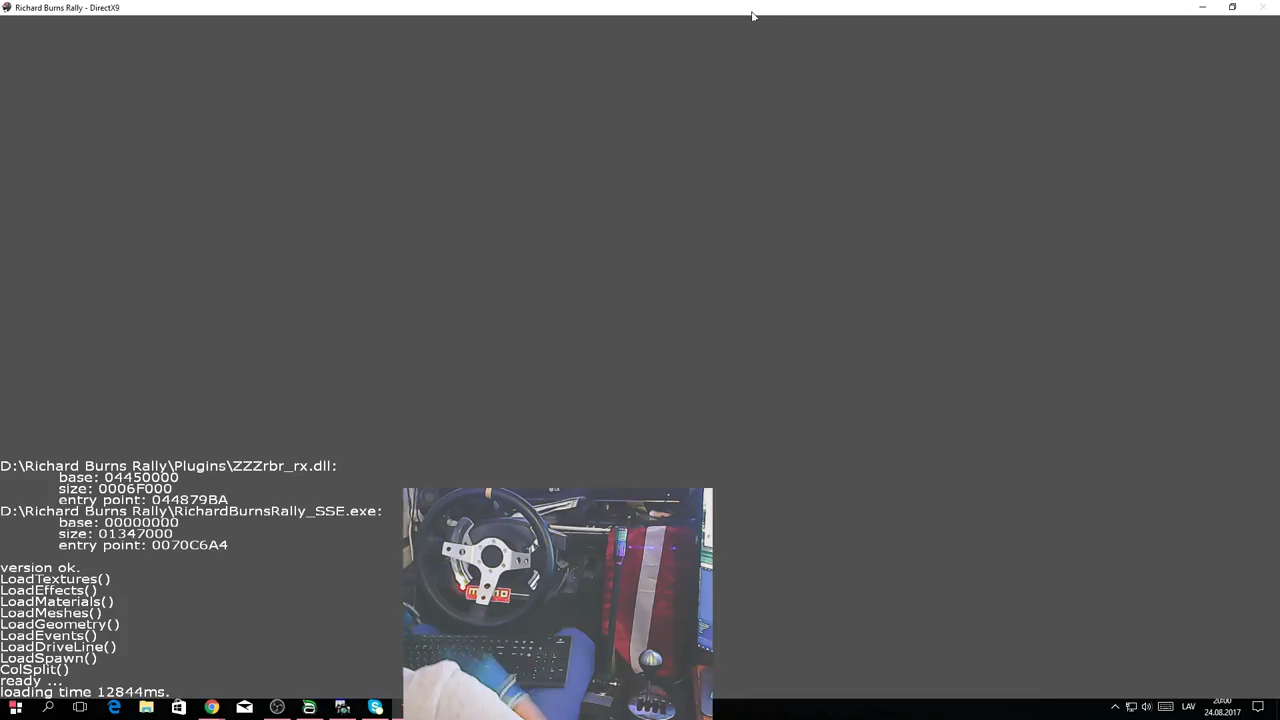 Richard Burns Rally - DirectX9
D:\Richard Burns Rally\Plugins\ZZZrbr_rx.dll:
base: 04450000
size: 0006F000
entry point: 044879BA
D:\Richard Burns Rally\RichardBurnsRally_SSE.exe:
base: 00000000
size: 01347000
entry point: 0070C6A4
version ok.
LoadTextures()
LoadEffects()
LoadMaterials()
LoadMeshes()
LoadGeometry()
LoadEvents()
LoadDriveLine()
LoadSpawn()
ColSplit()
ready ...
loading time 12844ms.
LAV
20:00
24.08.2017